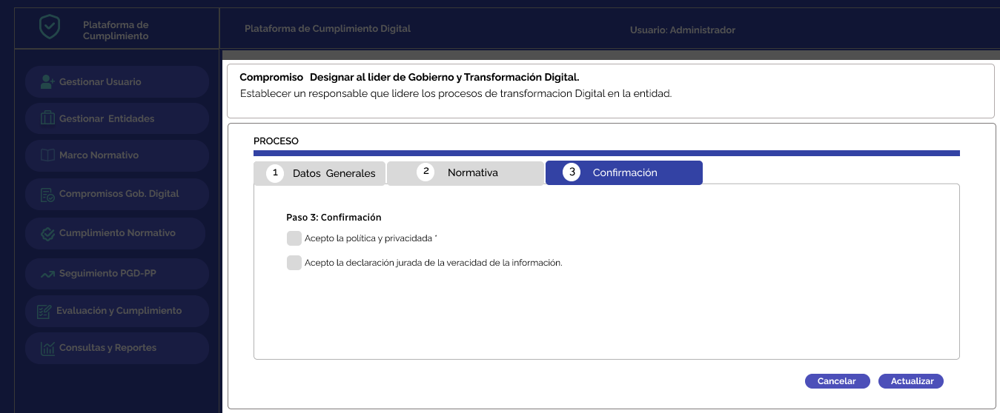 Plataforma de
Cumplimiento
Plataforma de Cumplimiento Digital
Usuario: Administrador
Gestionar Usuario
Gestionar Entidades
Marco Normativo
Compromisos Gob. Digital
Cumplimiento Normativo
Seguimiento PGD-PP
Evaluación y Cumplimiento
Consultas y Reportes
Compromiso Designar al lider de Gobierno y Transformación Digital.
Establecer un responsable que lidere los procesos de transformacion Digital en la entidad.
PROCESO
1 Datos Generales
2 Normativa
3 Confirmación
Paso 3: Confirmación
Acepto la política y privacidada *
Acepto la declaración jurada de la veracidad de la información.
Cancelar
Actualizar